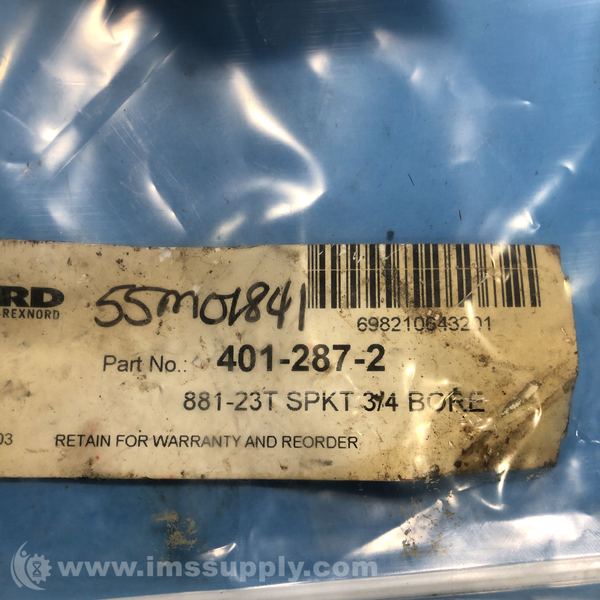 RD
REXNORD
55M01841
698210643201
Part No.: 401-287-2
881-23T SPKT 3/4 BORE
03 RETAIN FOR WARRANTY AND REORDER
www.imssupply.com